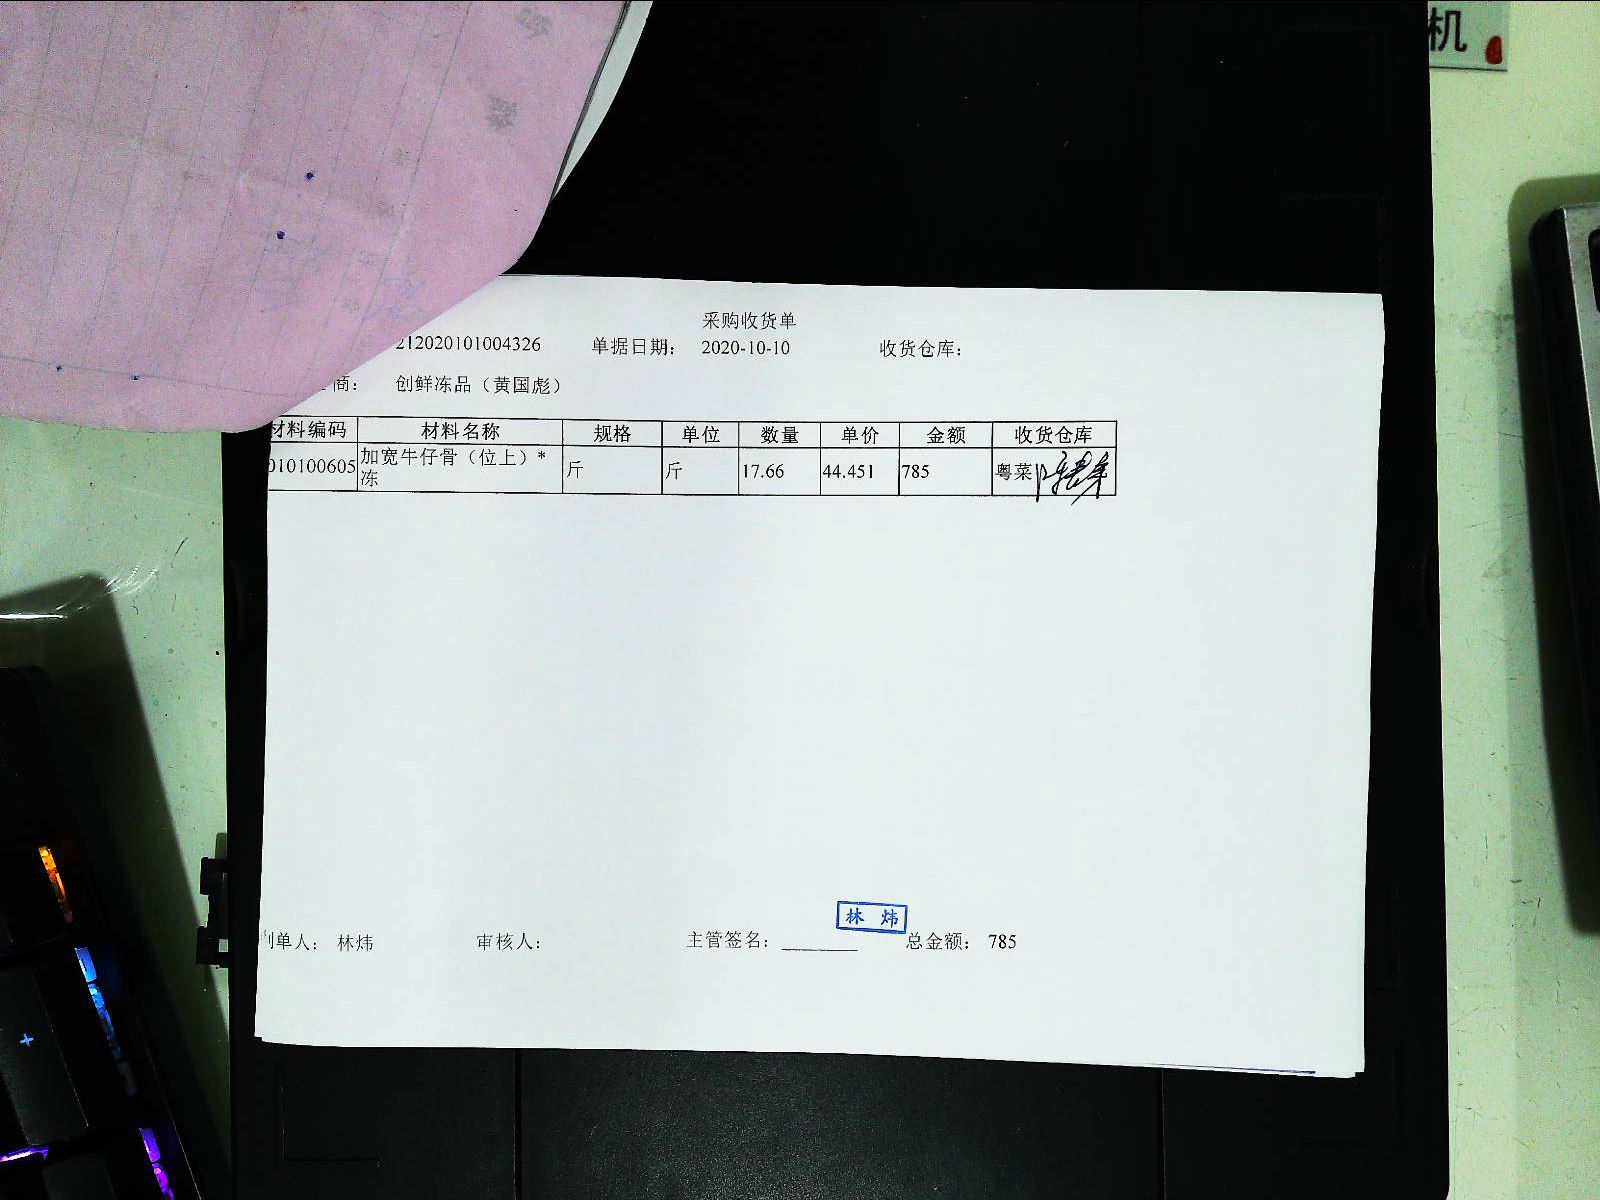 机
采购收货单
212020101004326 单据日期： 2020-10-10 收货仓库：
商： 创鲜冻品（黄国彪）
材料编码 材料名称 规格 单位 数量 单价 金额 收货仓库
010100605 加宽牛仔骨（位上）* 斤 斤 17.66 44.451 785 粤菜
冻
林 炜
制单人： 林炜 审核人： 主管签名： 总金额： 785
+